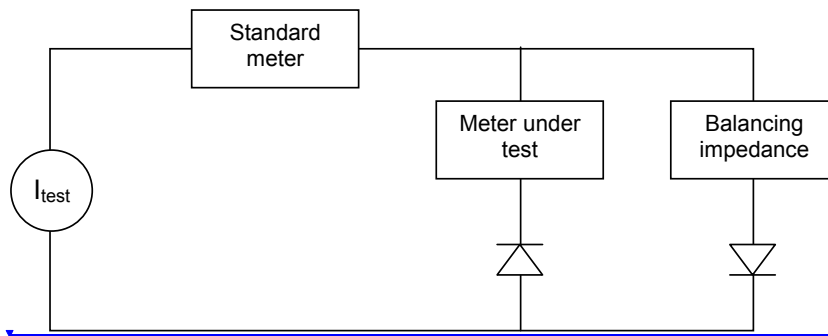 Standard
meter
Meter under
test
Balancing
impedance
Itest